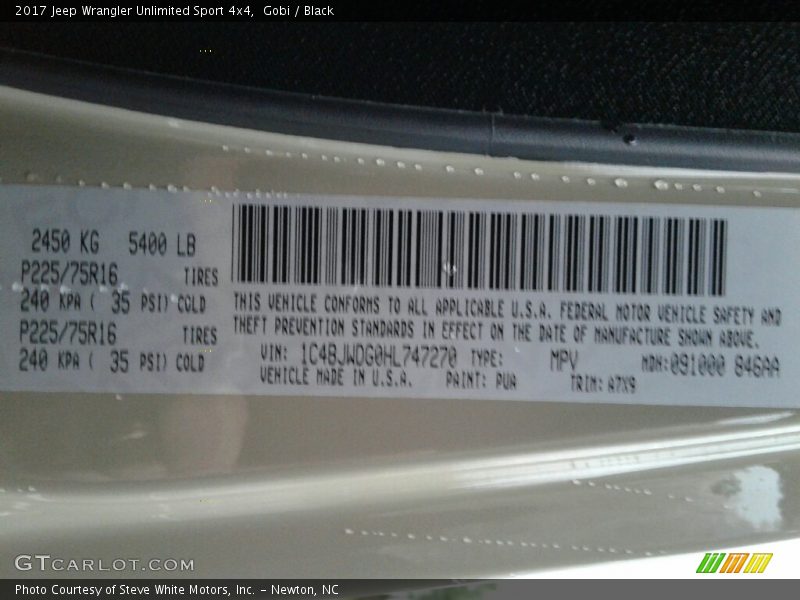 2017 Jeep Wrangler Unlimited Sport 4x4,  Gobi / Black
2450 KG 5400 LB
P225/75R16 TIRES
240 KPA ( 35 PSI) COLD
P225/75R16 TIRES
240 KPA ( 35 PSI) COLD
THIS VEHICLE CONFORMS TO ALL APPLICABLE U.S.A. FEDERAL MOTOR VEHICLE SAFETY AND
THEFT PREVENTION STANDARDS IN EFFECT ON THE DATE OF MANUFACTURE SHOWN ABOVE.
VIN: 1C4BJWDG0HL747270 TYPE: MPV MDH:091000 846AA
VEHICLE MADE IN U.S.A. PAINT: PUA TRIM: A7X9
GTCARLOT.COM
Photo Courtesy of Steve White Motors, Inc. – Newton, NC